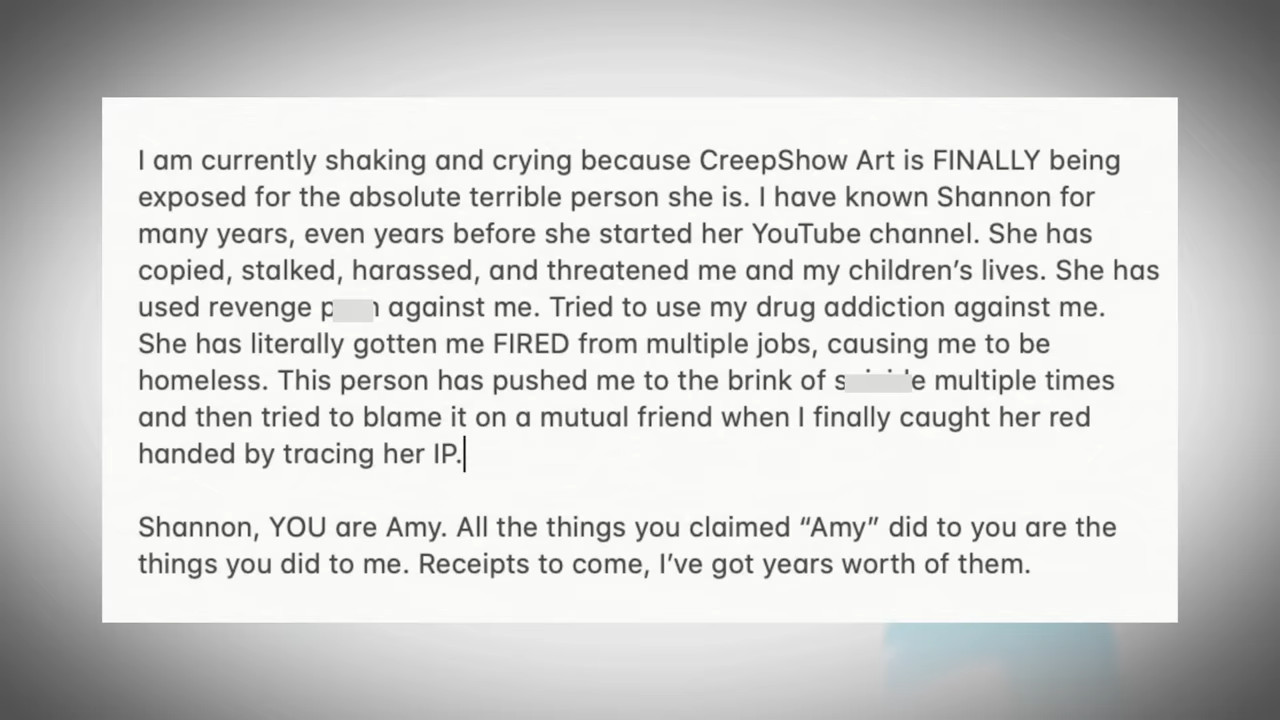 I am currently shaking and crying because CreepShow Art is FINALLY being
exposed for the absolute terrible person she is. I have known Shannon for
many years, even years before she started her YouTube channel. She has
copied, stalked, harassed, and threatened me and my children’s lives. She has
used revenge against me. Tried to use my drug addiction against me.
She has literally gotten me FIRED from multiple jobs, causing me to be
homeless. This person has pushed me to the brink of multiple times
and then tried to blame it on a mutual friend when I finally caught her red
handed by tracing her IP.
Shannon, YOU are Amy. All the things you claimed “Amy” did to you are the
things you did to me. Receipts to come, I’ve got years worth of them.